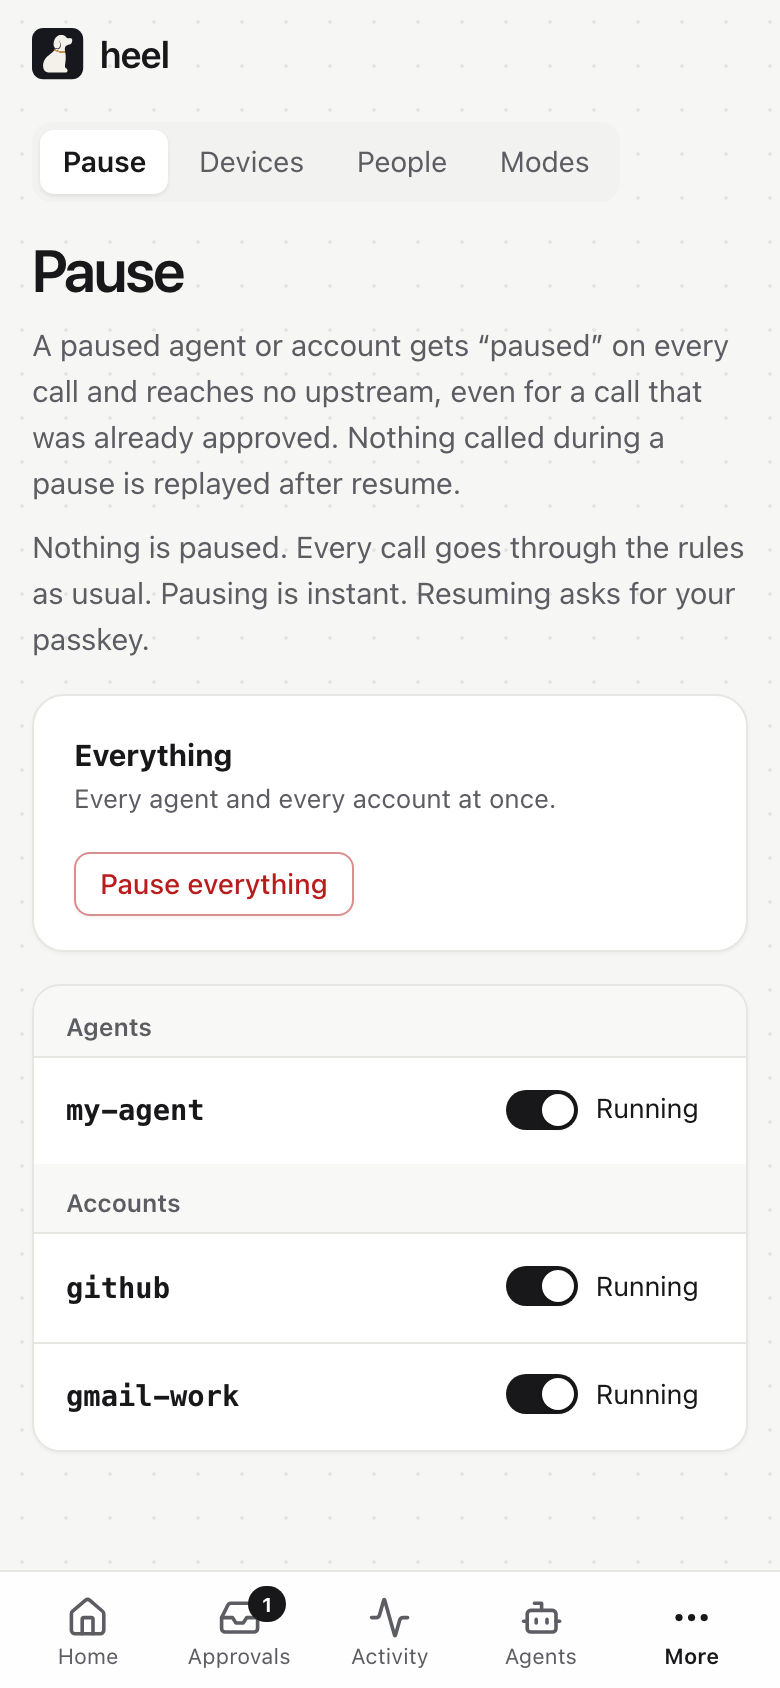 heel
Pause Devices People Modes
Pause
A paused agent or account gets “paused” on every
call and reaches no upstream, even for a call that
was already approved. Nothing called during a
pause is replayed after resume.
Nothing is paused. Every call goes through the rules
as usual. Pausing is instant. Resuming asks for your
passkey.
Everything
Every agent and every account at once.
Pause everything
Agents
my-agent Running
Accounts
github Running
gmail-work Running
1
Home Approvals Activity Agents More